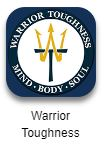 WARRIOR TOUGHNESS
MIND · BODY · SOUL
Warrior
Toughness